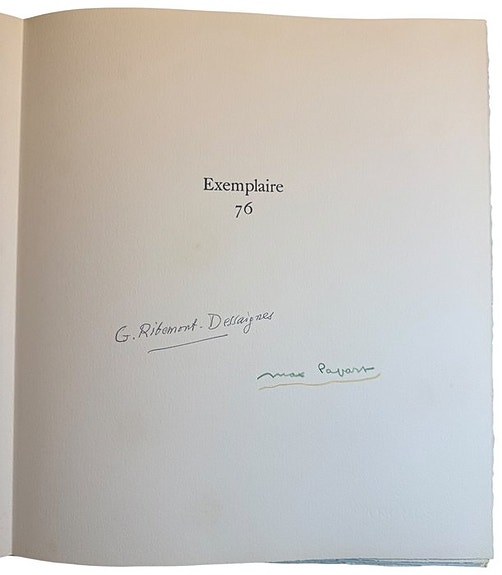 Exemplaire
76
G. Ribemont-Dessaignes
Max Papart